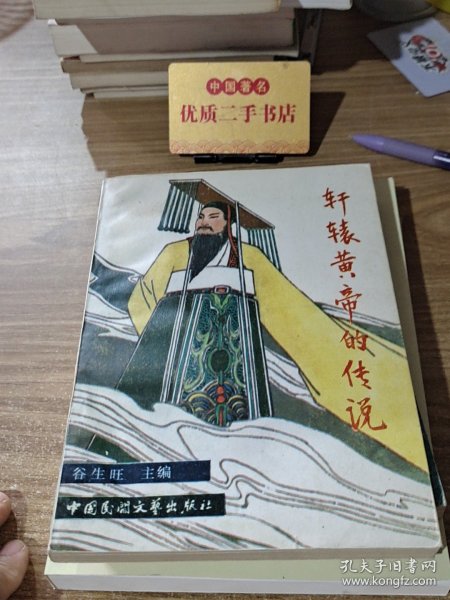 中国著名
优质二手书店
轩辕黄帝的传说
谷生旺 主编
中国民间文艺出版社
孔夫子旧书网
www.kongfz.com